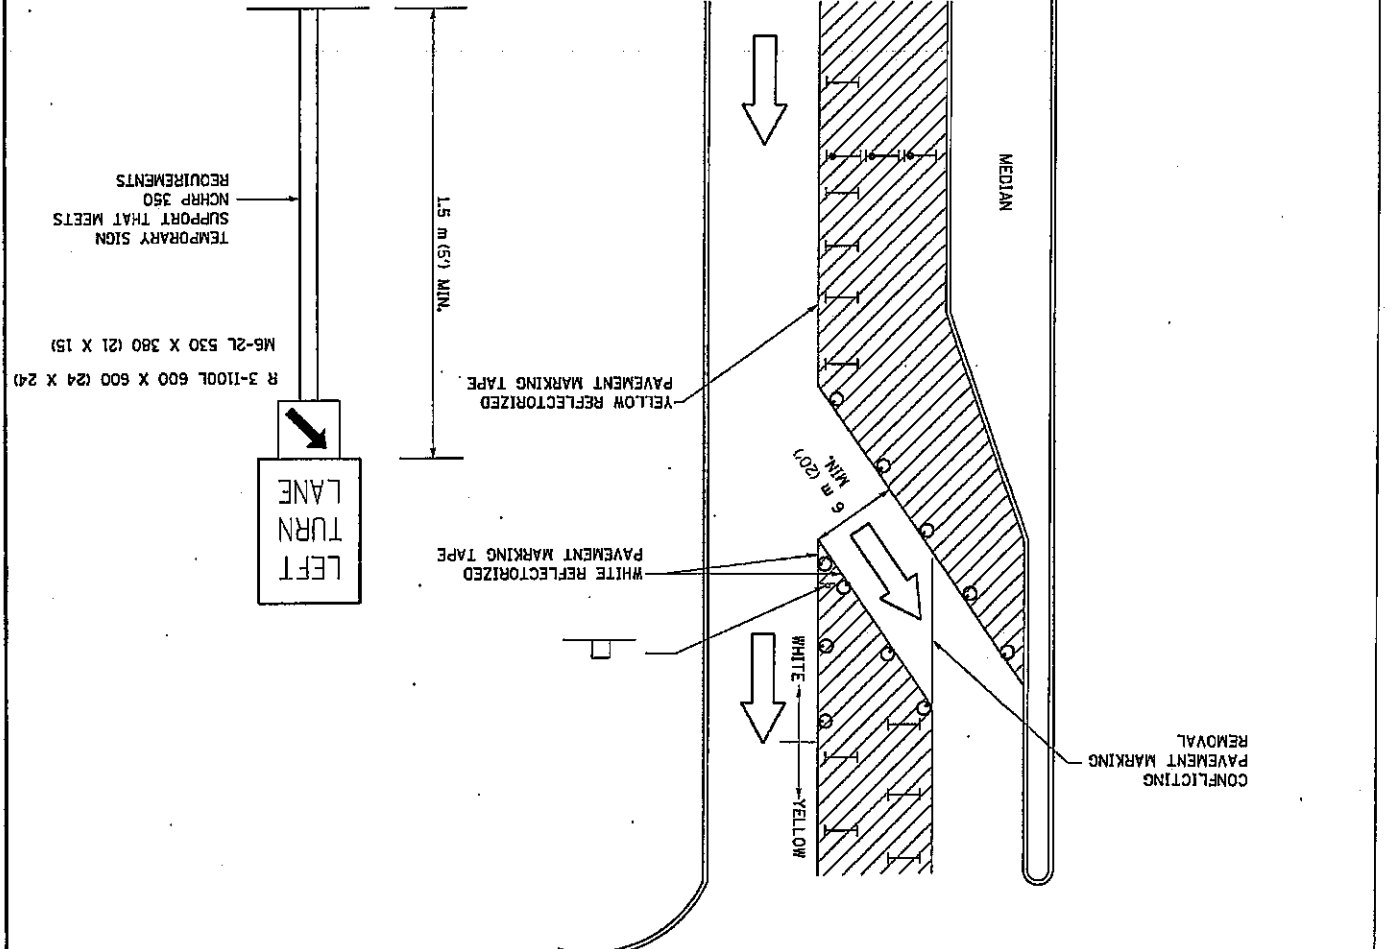 CONFLICTING
PAVEMENT MARKING
REMOVAL
YELLOW
WHITE
WHITE REFLECTORIZED
PAVEMENT MARKING TAPE
6 m (20')
MIN.
YELLOW REFLECTORIZED
PAVEMENT MARKING TAPE
MEDIAN
LEFT
TURN
LANE
R 3-I100L 600 X 600 (24 X 24)
M6-2L 530 X 380 (21 X 15)
1.5 m (5') MIN.
TEMPORARY SIGN
SUPPORT THAT MEETS
NCHRP 350
REQUIREMENTS